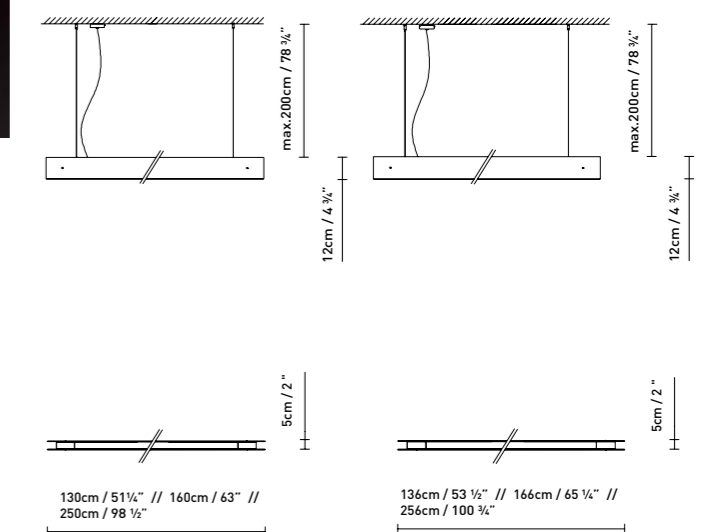 max.200cm / 78 ¾"
12cm / 4 ¾"
max.200cm / 78 ¾"
12cm / 4 ¾"
5cm / 2 "
130cm / 51¼" // 160cm / 63" //
250cm / 98 ½"
5cm / 2 "
136cm / 53 ½" // 166cm / 65 ¼" //
256cm / 100 ¾"